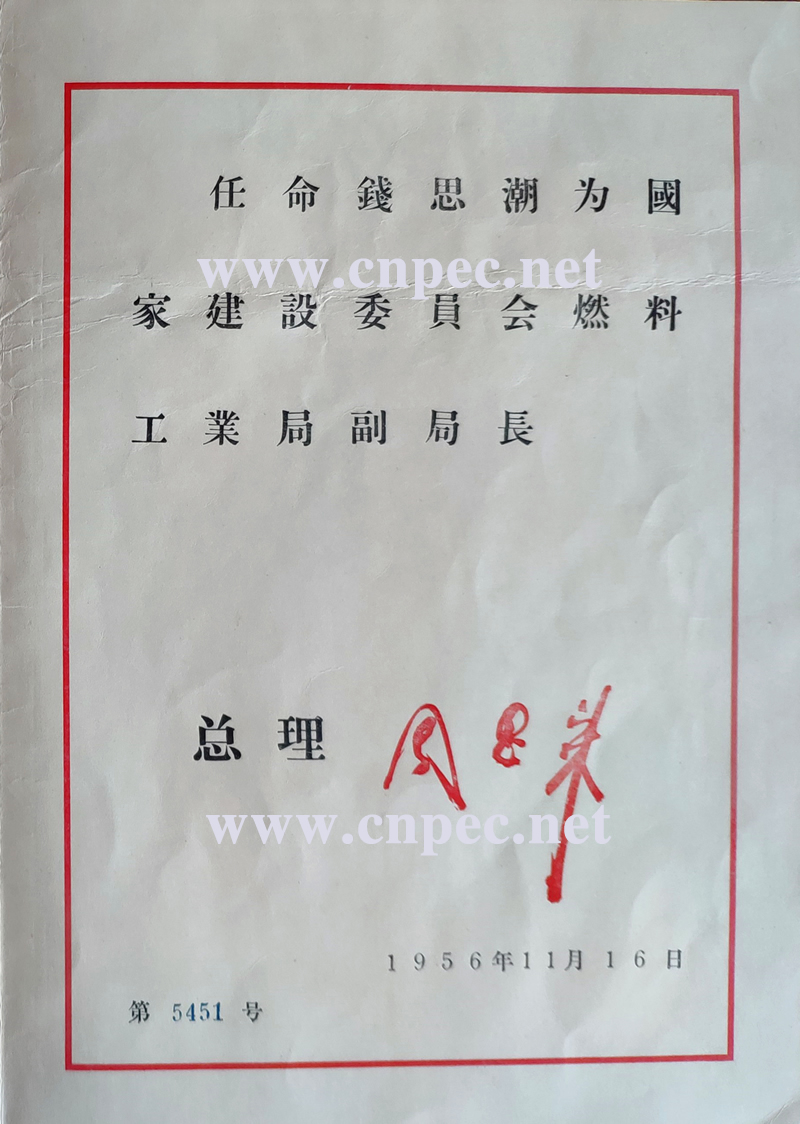 任命錢思潮为國
www.cnpec.net
家建設委員会燃料
工業局副局長
总理 周恩来
www.cnpec.net
1956年11月16日
第 5451 号